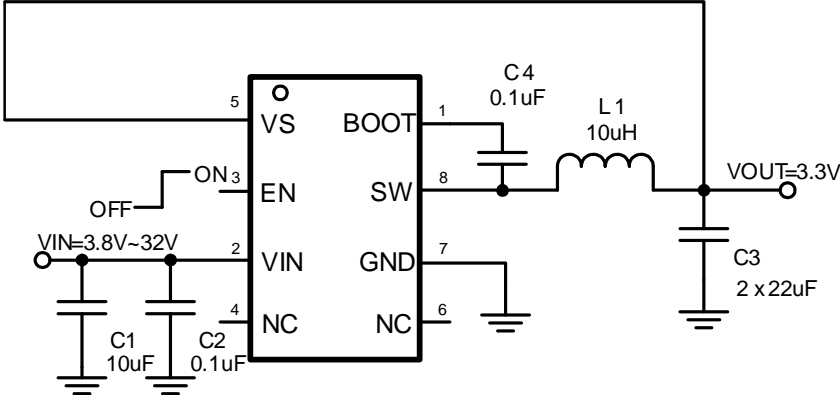 C4
0.1uF
L1
10uH
5
VS
BOOT
1
VOUT=3.3V
ON
3
EN
SW
8
OFF
VIN=3.8V~32V
2
VIN
GND
7
C3
2 x 22uF
4
NC
NC
6
C1
10uF
C2
0.1uF